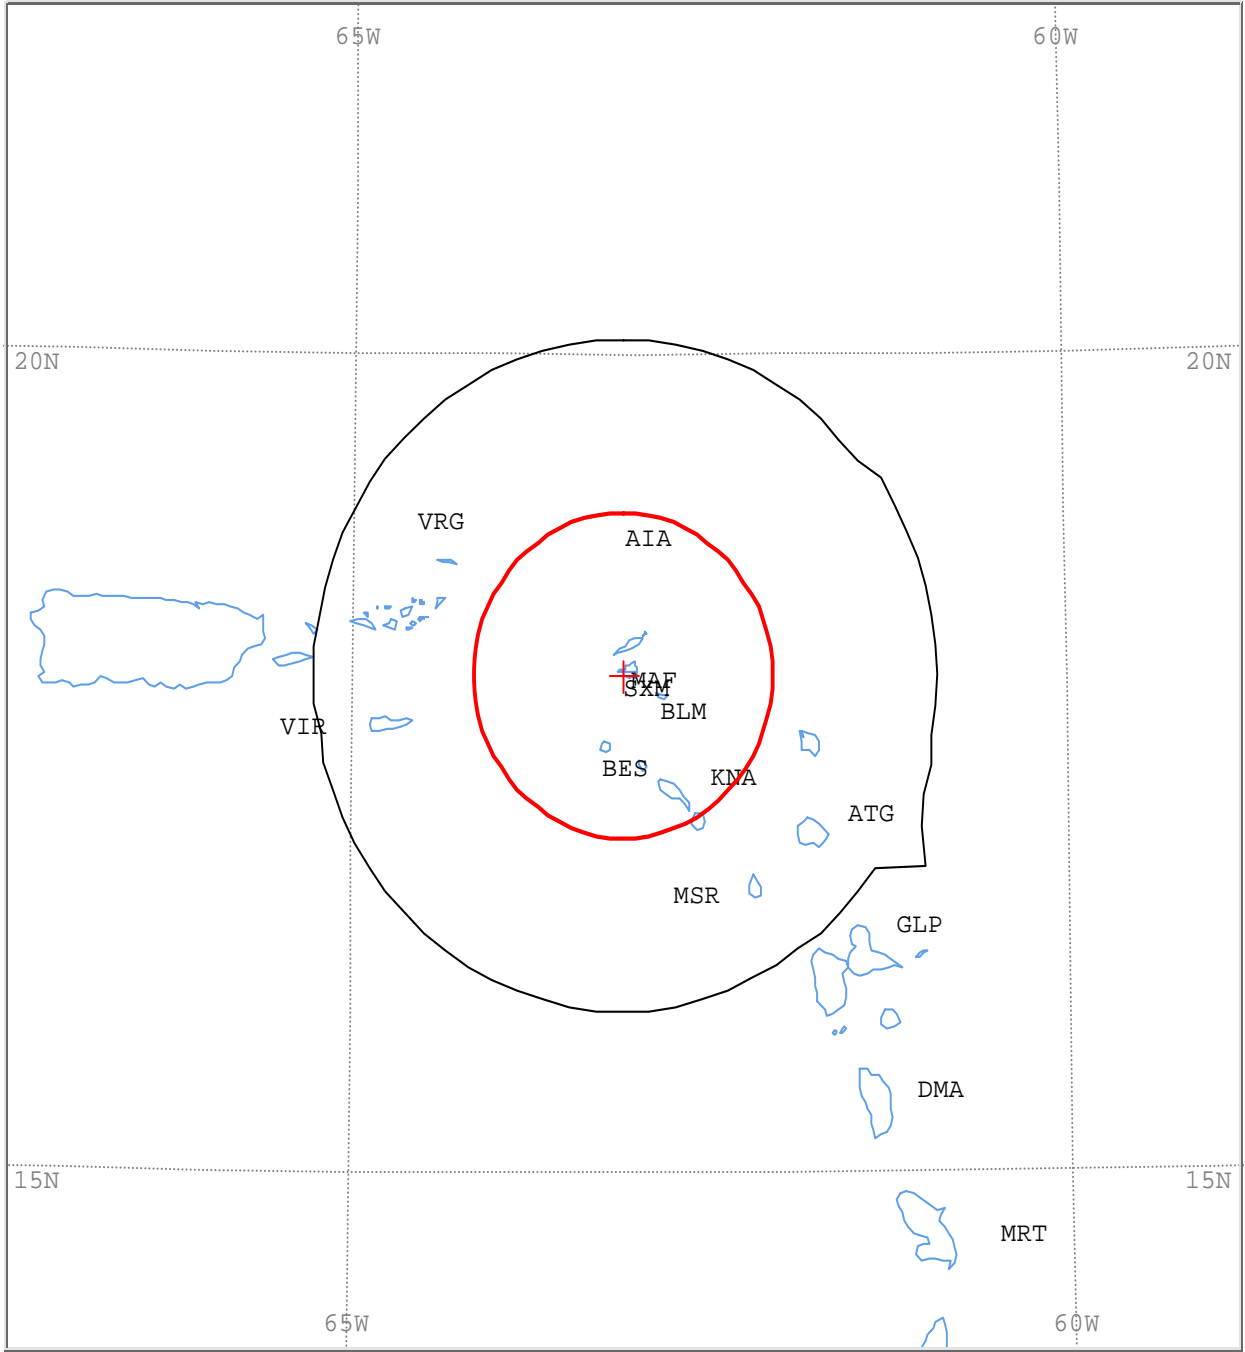 65W 60W
20N 20N
VRG
AIA
MAF
SXM
BLM
VIR
BES
KNA
ATG
MSR
GLP
DMA
15N 15N
MRT
65W 60W